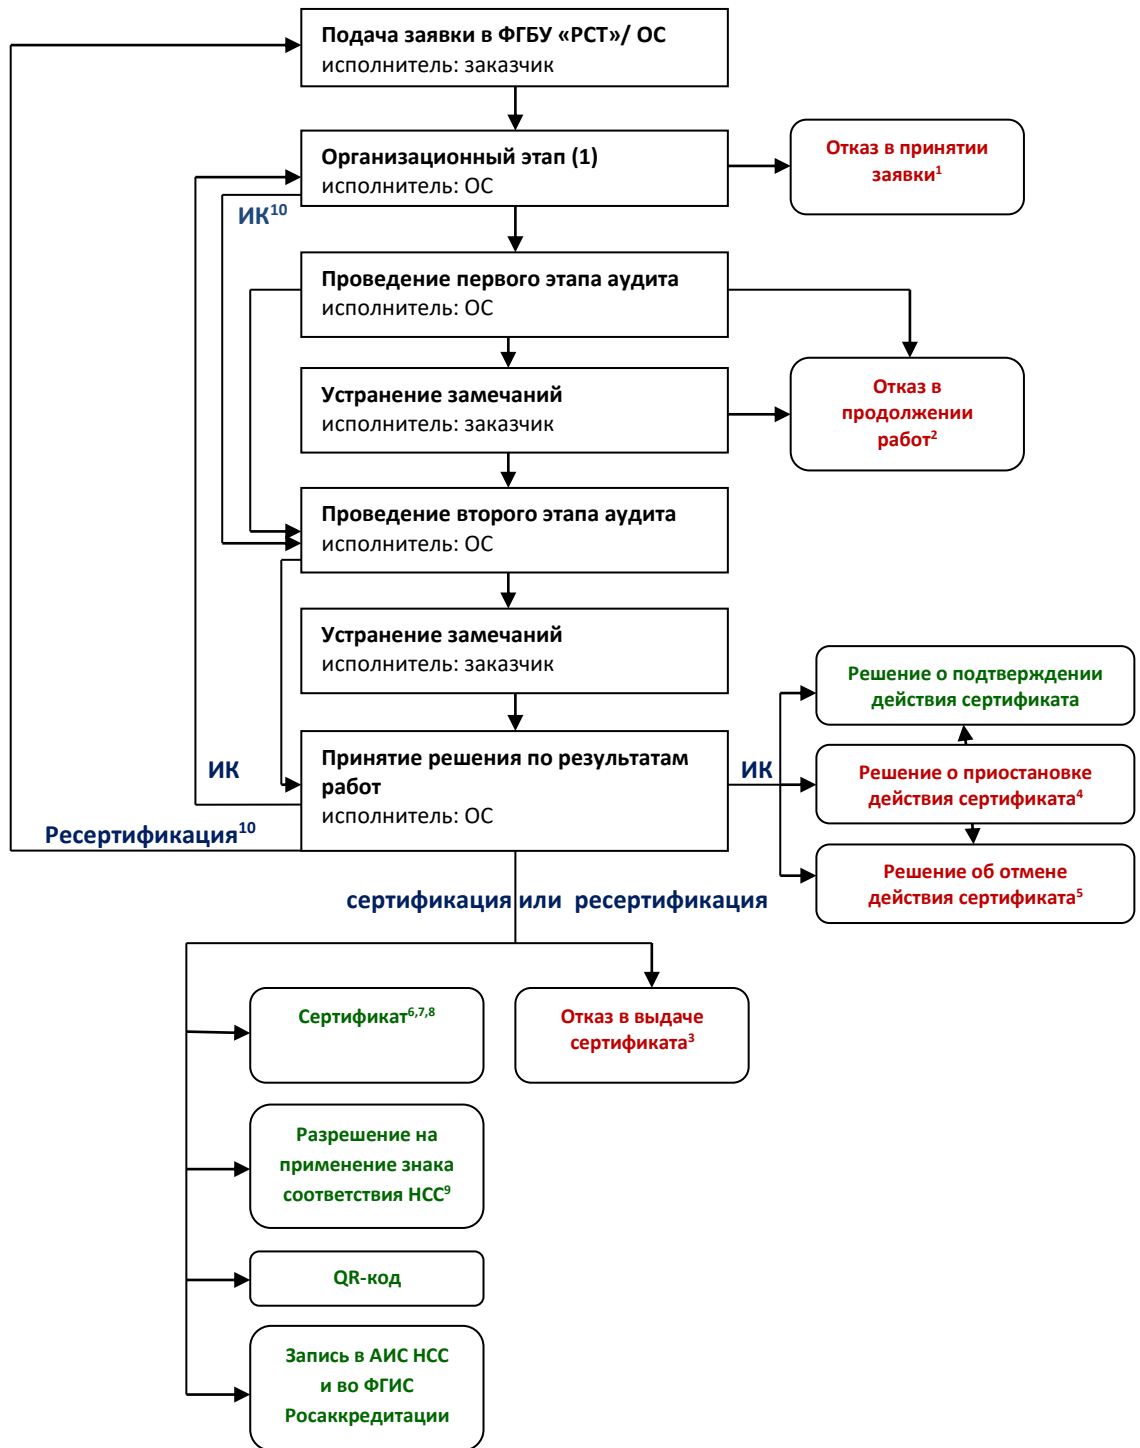 Подача заявки в ФГБУ «РСТ»/ ОС
исполнитель: заказчик
Организационный этап (1)
исполнитель: ОС
Отказ в принятии
заявки¹
ИК¹⁰
Проведение первого этапа аудита
исполнитель: ОС
Устранение замечаний
исполнитель: заказчик
Отказ в
продолжении
работ²
Проведение второго этапа аудита
исполнитель: ОС
Устранение замечаний
исполнитель: заказчик
Решение о подтверждении
действия сертификата
Принятие решения по результатам
работ
исполнитель: ОС
ИК
ИК
Решение о приостановке
действия сертификата⁴
Ресертификация¹⁰
Решение об отмене
действия сертификата⁵
сертификация или ресертификация
Сертификат⁶,⁷,⁸
Отказ в выдаче
сертификата³
Разрешение на
применение знака
соответствия НСС⁹
QR-код
Запись в АИС НСС
и во ФГИС
Росаккредитации